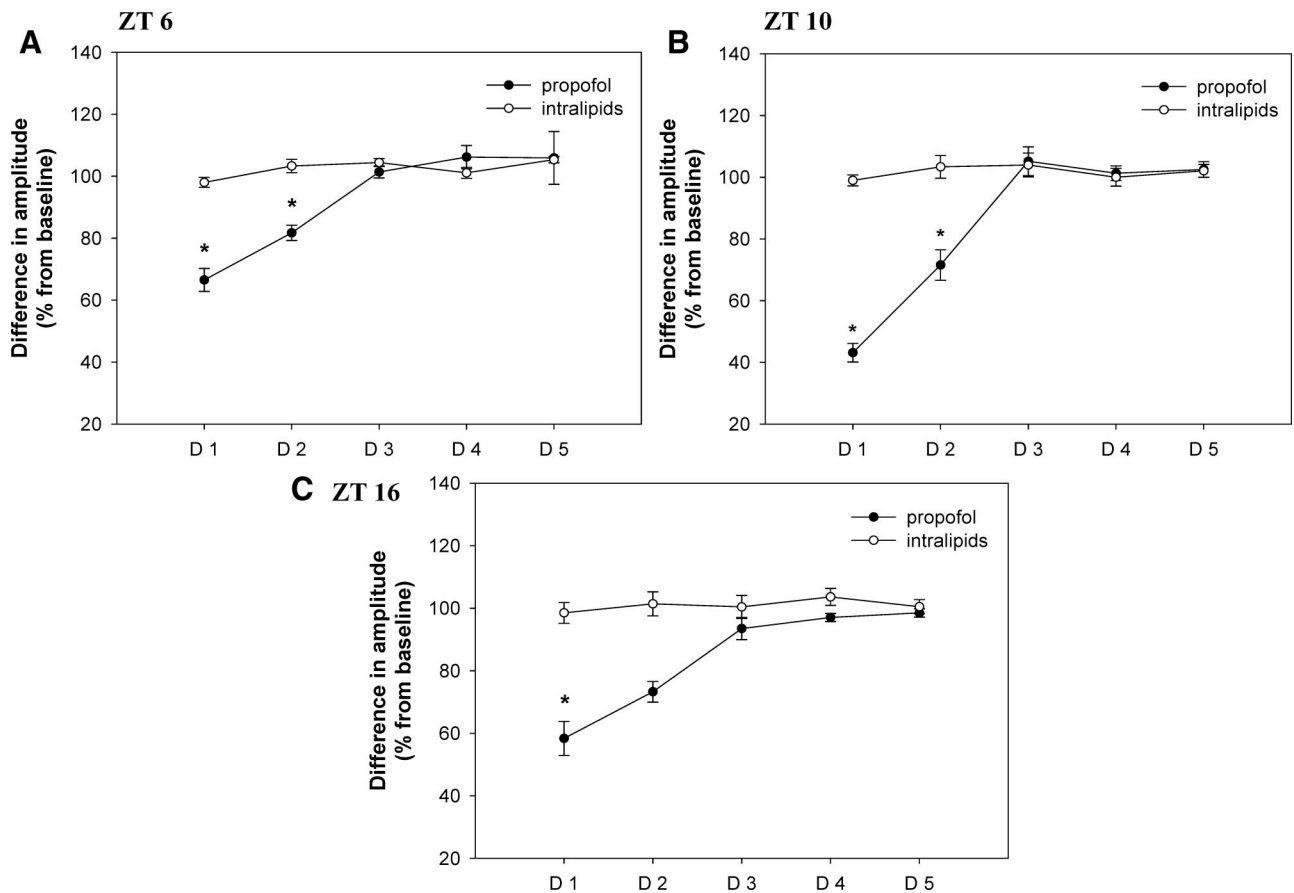 A
ZT 6
140
120
100
80
60
40
20
Difference in amplitude
(% from baseline)
propofol
intralipids
*
*
D 1
D 2
D 3
D 4
D 5
B
ZT 10
140
120
100
80
60
40
20
Difference in amplitude
(% from baseline)
propofol
intralipids
*
*
D 1
D 2
D 3
D 4
D 5
C
ZT 16
140
120
100
80
60
40
20
Difference in amplitude
(% from baseline)
propofol
intralipids
*
D 1
D 2
D 3
D 4
D 5